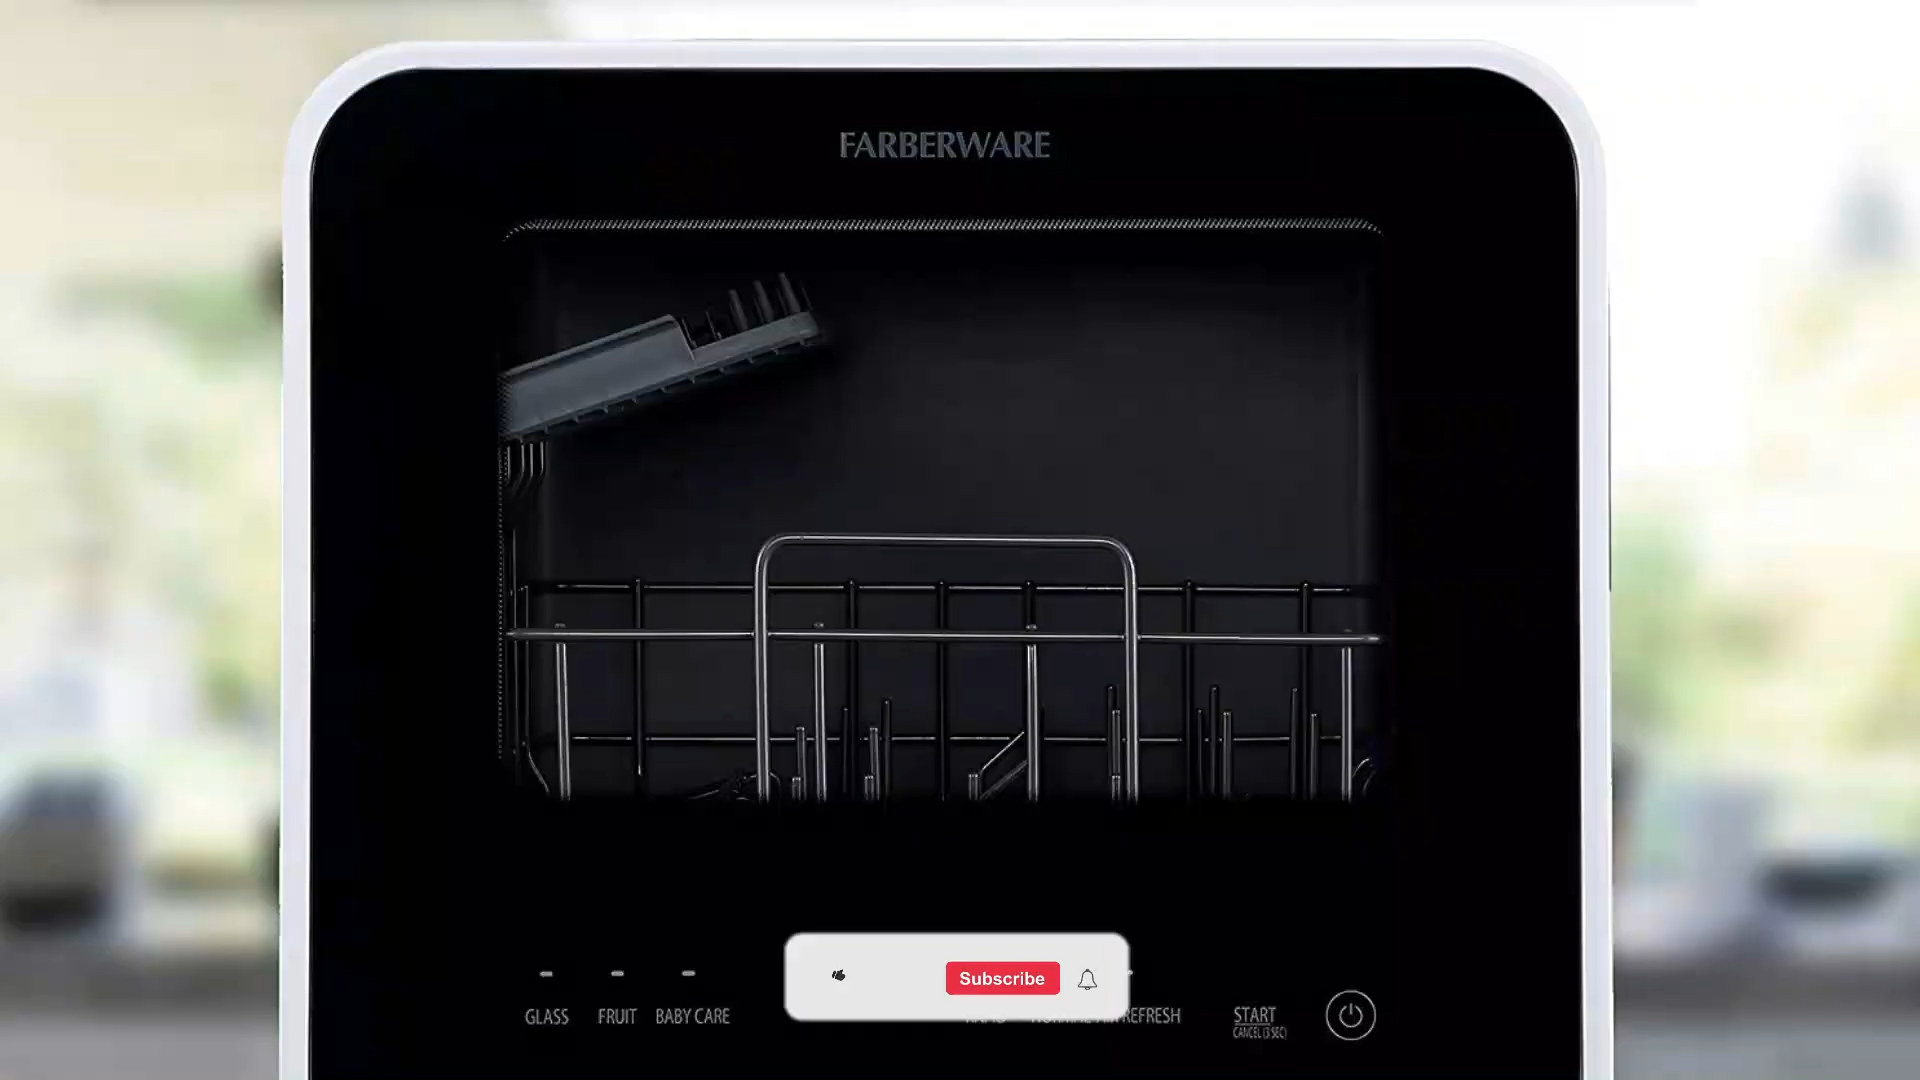 FARBERWARE
Subscribe
GLASS FRUIT BABY CARE REFRESH START
CANCEL (3 SEC)